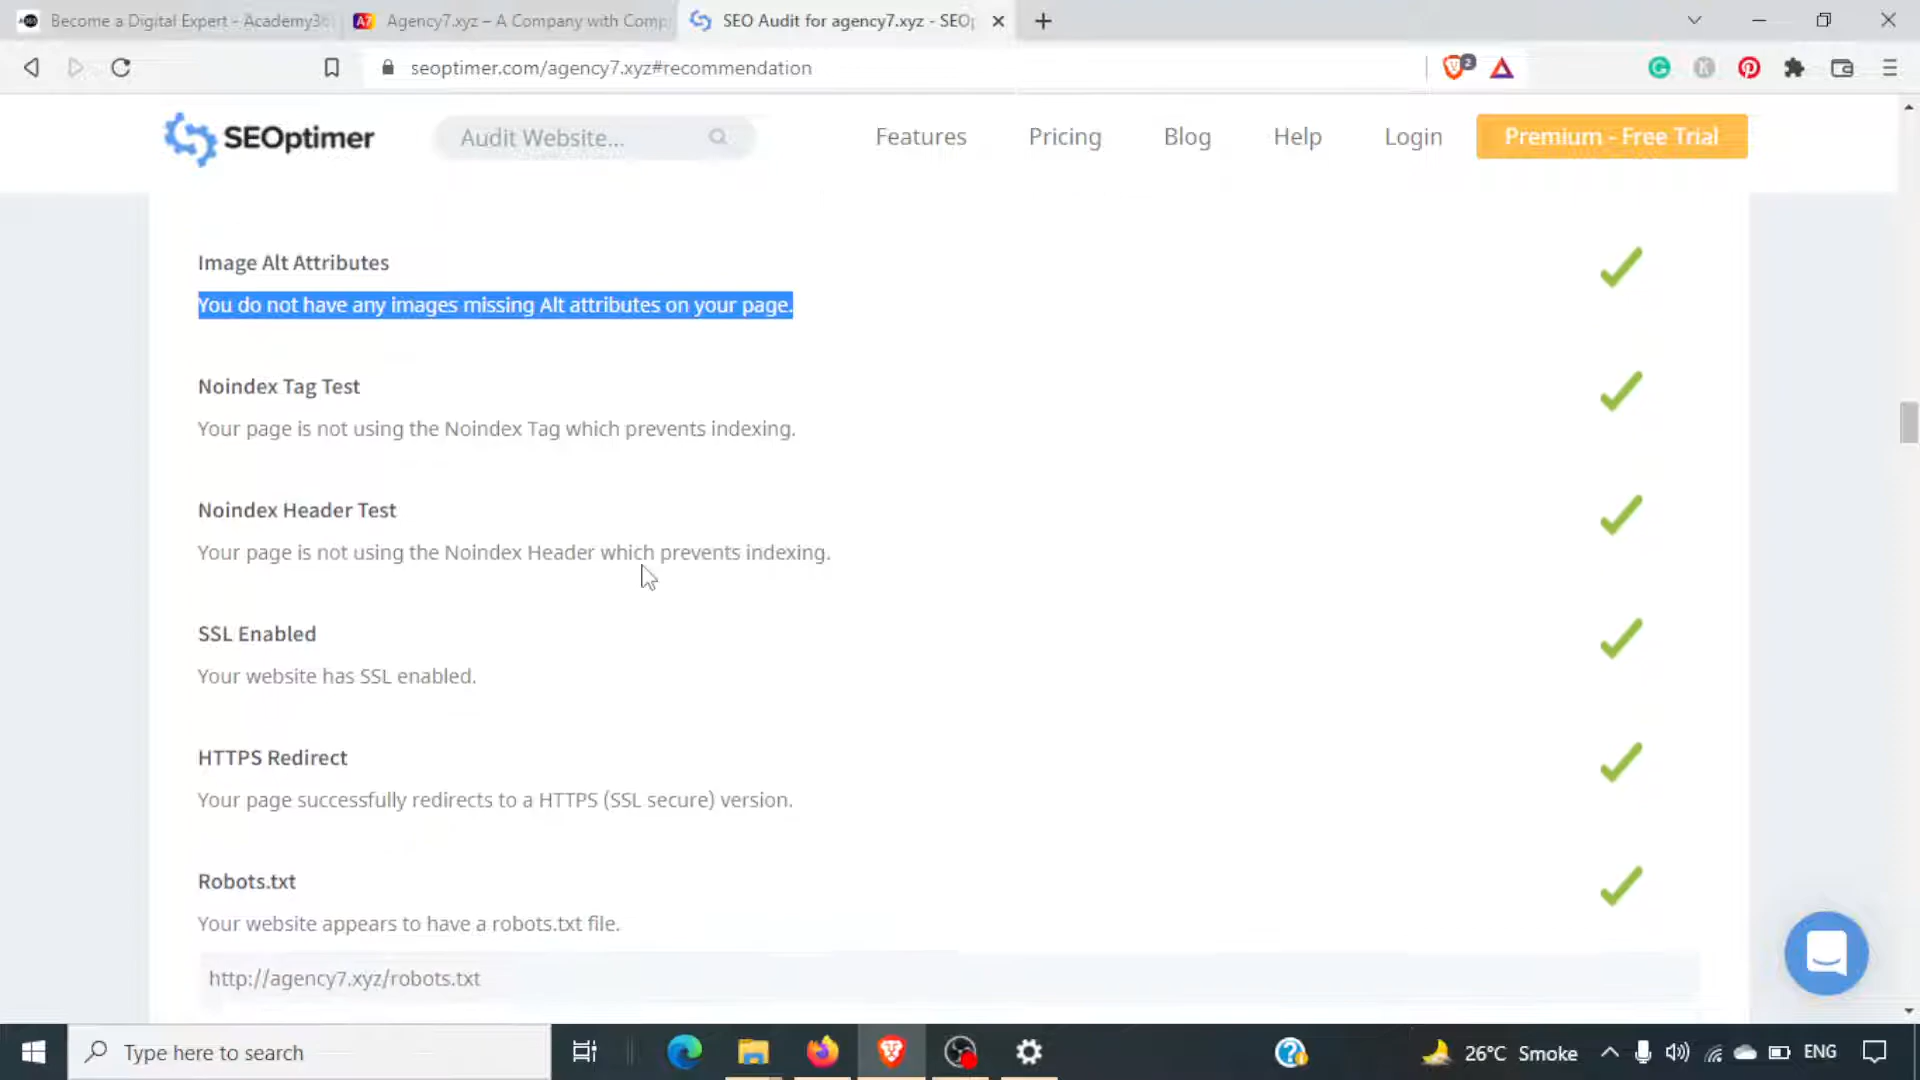 Become a Digital Expert - Academy36
Agency7.xyz – A Company with Comp
SEO Audit for agency7.xyz - SEOp
seoptimer.com/agency7.xyz#recommendation
2
SEOptimer
Audit Website...
Features
Pricing
Blog
Help
Login
Premium - Free Trial
Image Alt Attributes
You do not have any images missing Alt attributes on your page.
Noindex Tag Test
Your page is not using the Noindex Tag which prevents indexing.
Noindex Header Test
Your page is not using the Noindex Header which prevents indexing.
SSL Enabled
Your website has SSL enabled.
HTTPS Redirect
Your page successfully redirects to a HTTPS (SSL secure) version.
Robots.txt
Your website appears to have a robots.txt file.
http://agency7.xyz/robots.txt
Type here to search
26°C Smoke
ENG